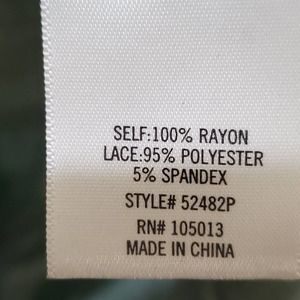 SELF:100% RAYON
LACE:95% POLYESTER
5% SPANDEX
STYLE# 52482P
RN# 105013
MADE IN CHINA